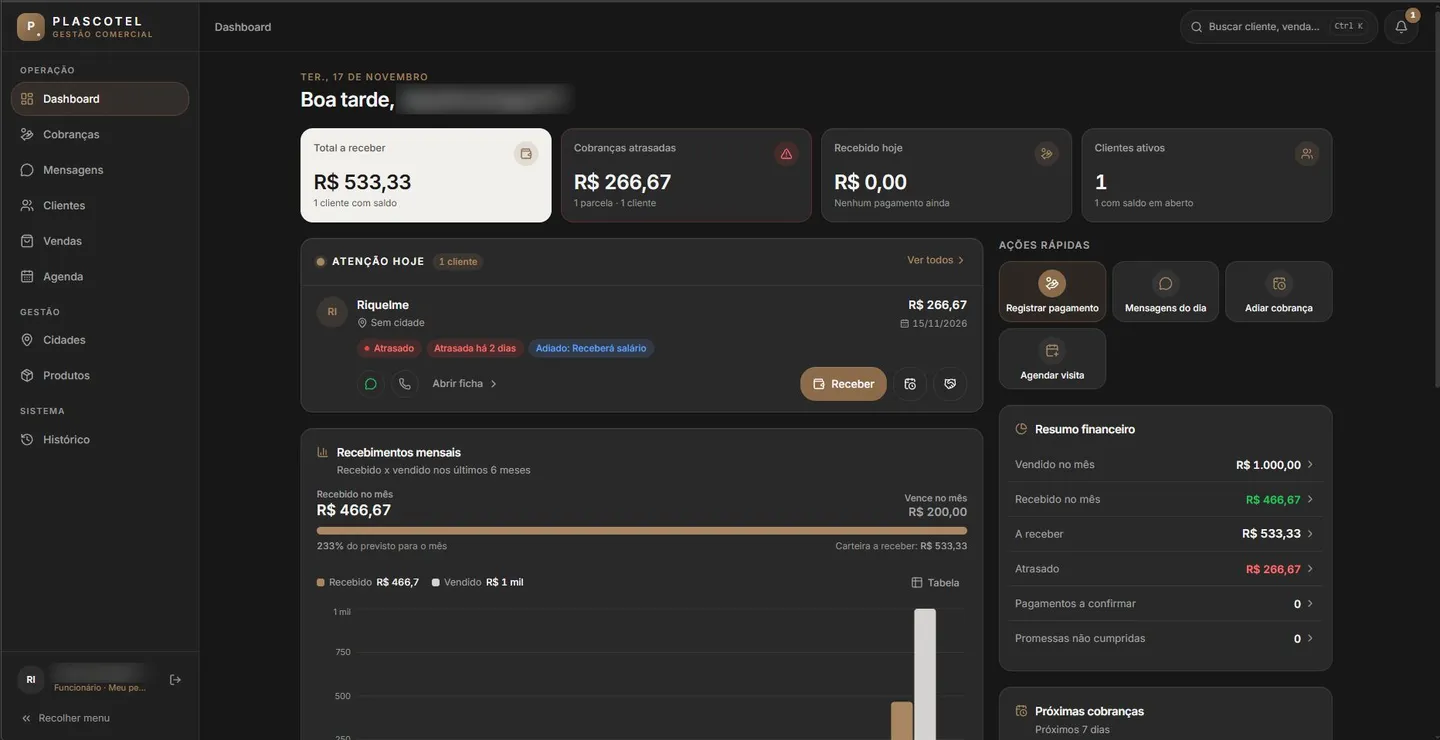 P.
PLASCOTEL
GESTÃO COMERCIAL
Dashboard
Buscar cliente, venda...
Ctrl K
1
OPERAÇÃO
Dashboard
Cobranças
Mensagens
Clientes
Vendas
Agenda
GESTÃO
Cidades
Produtos
SISTEMA
Histórico
RI
Funcionário · Meu pe...
Recolher menu
TER., 17 DE NOVEMBRO
Boa tarde,
Total a receber
R$ 533,33
1 cliente com saldo
Cobranças atrasadas
R$ 266,67
1 parcela · 1 cliente
Recebido hoje
R$ 0,00
Nenhum pagamento ainda
Clientes ativos
1
1 com saldo em aberto
ATENÇÃO HOJE
1 cliente
Ver todos
RI
Riquelme
R$ 266,67
Sem cidade
15/11/2026
Atrasado
Atrasada há 2 dias
Adiado: Receberá salário
Abrir ficha
Receber
Recebimentos mensais
Recebido x vendido nos últimos 6 meses
Recebido no mês
R$ 466,67
Vence no mês
R$ 200,00
233% do previsto para o mês
Carteira a receber: R$ 533,33
Recebido R$ 466,7
Vendido R$ 1 mil
Tabela
1 mil
750
500
250
AÇÕES RÁPIDAS
Registrar pagamento
Mensagens do dia
Adiar cobrança
Agendar visita
Resumo financeiro
Vendido no mês R$ 1.000,00
Recebido no mês R$ 466,67
A receber R$ 533,33
Atrasado R$ 266,67
Pagamentos a confirmar 0
Promessas não cumpridas 0
Próximas cobranças
Próximos 7 dias